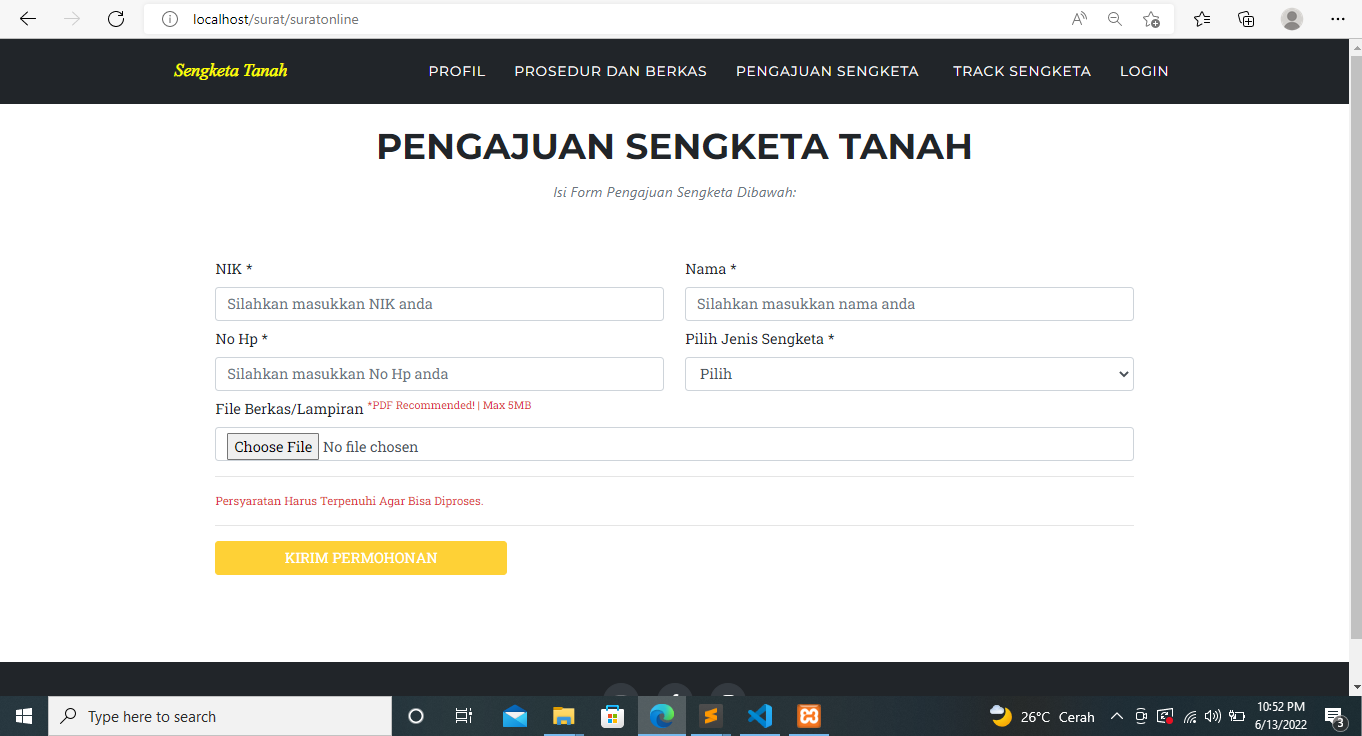 localhost/surat/suratonline
Sengketa Tanah PROFIL PROSEDUR DAN BERKAS PENGAJUAN SENGKETA TRACK SENGKETA LOGIN
PENGAJUAN SENGKETA TANAH
Isi Form Pengajuan Sengketa Dibawah:
NIK * Nama *
Silahkan masukkan NIK anda Silahkan masukkan nama anda
No Hp * Pilih Jenis Sengketa *
Silahkan masukkan No Hp anda Pilih
File Berkas/Lampiran *PDF Recommended! | Max 5MB
Choose File No file chosen
Persyaratan Harus Terpenuhi Agar Bisa Diproses.
KIRIM PERMOHONAN
Type here to search 26°C Cerah 10:52 PM
6/13/2022 3